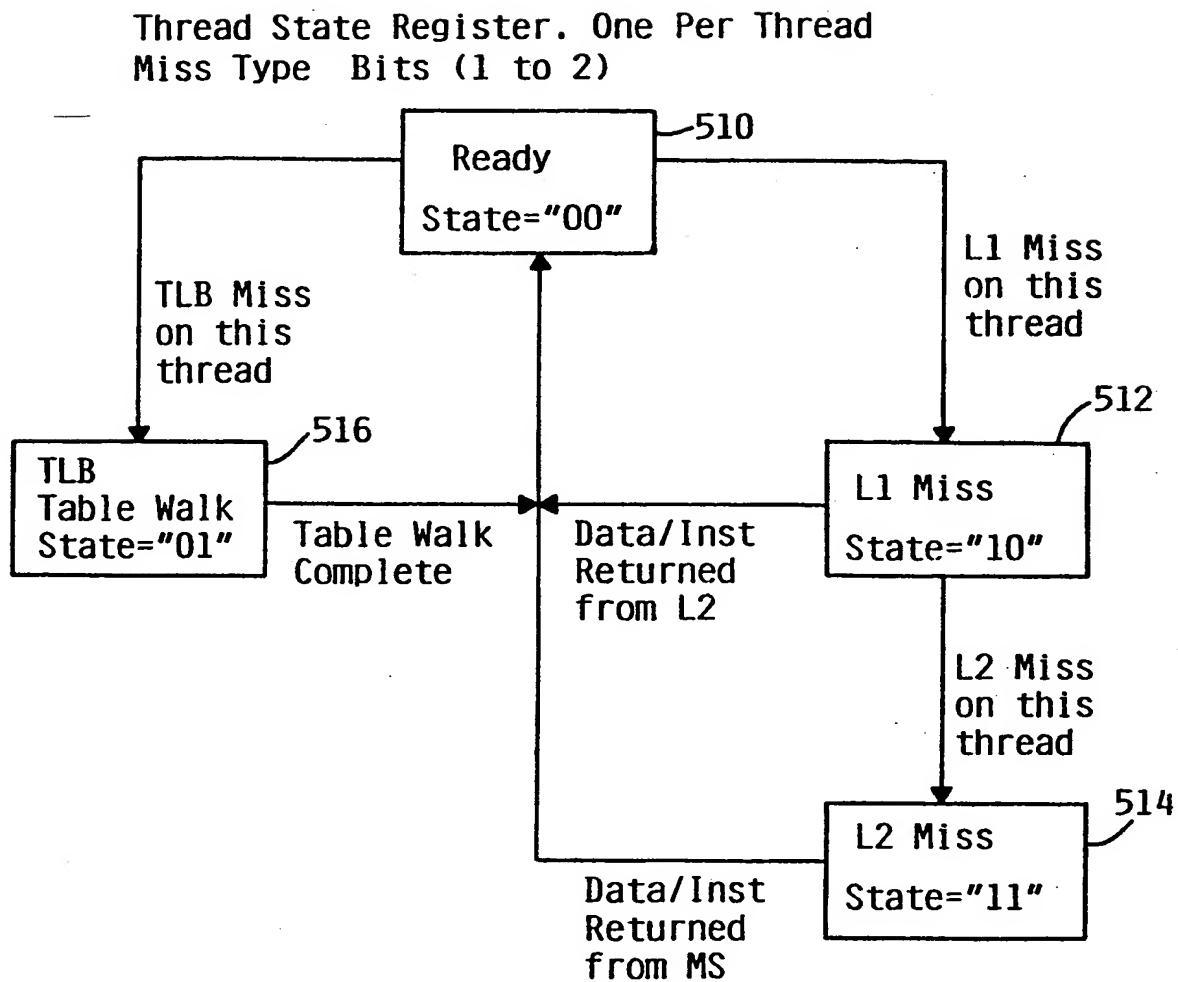 Thread State Register. One Per Thread
Miss Type  Bits (1 to 2)
510
Ready
State="00"
TLB Miss
on this
thread
L1 Miss
on this
thread
516
TLB
Table Walk
State="01"
Table Walk
Complete
Data/Inst
Returned
from L2
512
L1 Miss
State="10"
L2 Miss
on this
thread
514
L2 Miss
State="11"
Data/Inst
Returned
from MS